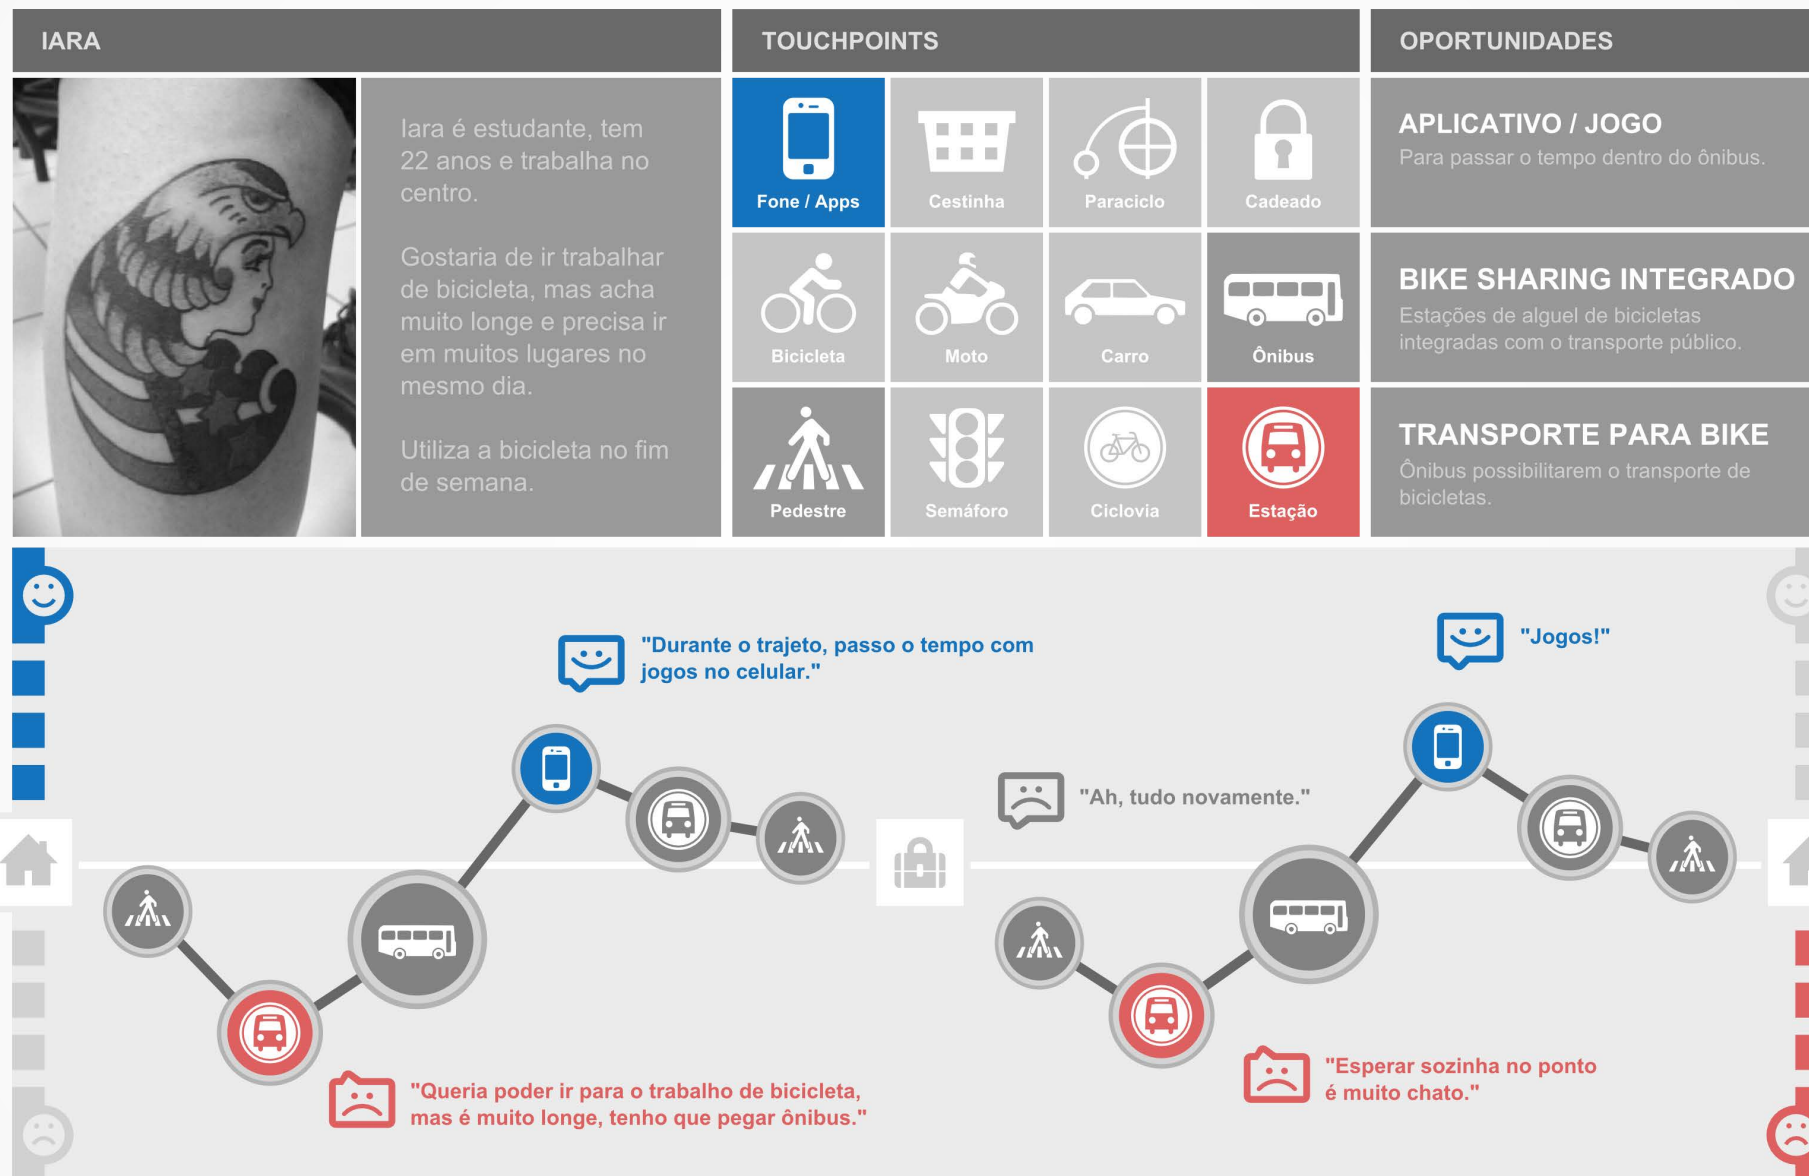 IARA
Iara é estudante, tem
22 anos e trabalha no
centro.
Gostaria de ir trabalhar
de bicicleta, mas acha
muito longe e precisa ir
em muitos lugares no
mesmo dia.
Utiliza a bicicleta no fim
de semana.
TOUCHPOINTS
Fone / Apps
Cestinha
Paraciclo
Cadeado
Bicicleta
Moto
Carro
Ônibus
Pedestre
Semáforo
Ciclovia
Estação
OPORTUNIDADES
APLICATIVO / JOGO
Para passar o tempo dentro do ônibus.
BIKE SHARING INTEGRADO
Estações de alguel de bicicletas
integradas com o transporte público.
TRANSPORTE PARA BIKE
Ônibus possibilitarem o transporte de
bicicletas.
"Durante o trajeto, passo o tempo com
jogos no celular."
"Jogos!"
"Ah, tudo novamente."
"Queria poder ir para o trabalho de bicicleta,
mas é muito longe, tenho que pegar ônibus."
"Esperar sozinha no ponto
é muito chato."